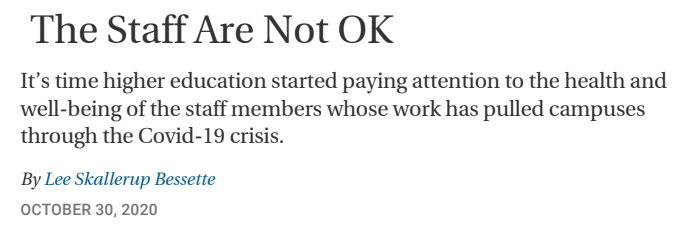 The Staff Are Not OK
It’s time higher education started paying attention to the health and
well-being of the staff members whose work has pulled campuses
through the Covid-19 crisis.
By Lee Skallerup Bessette
OCTOBER 30, 2020